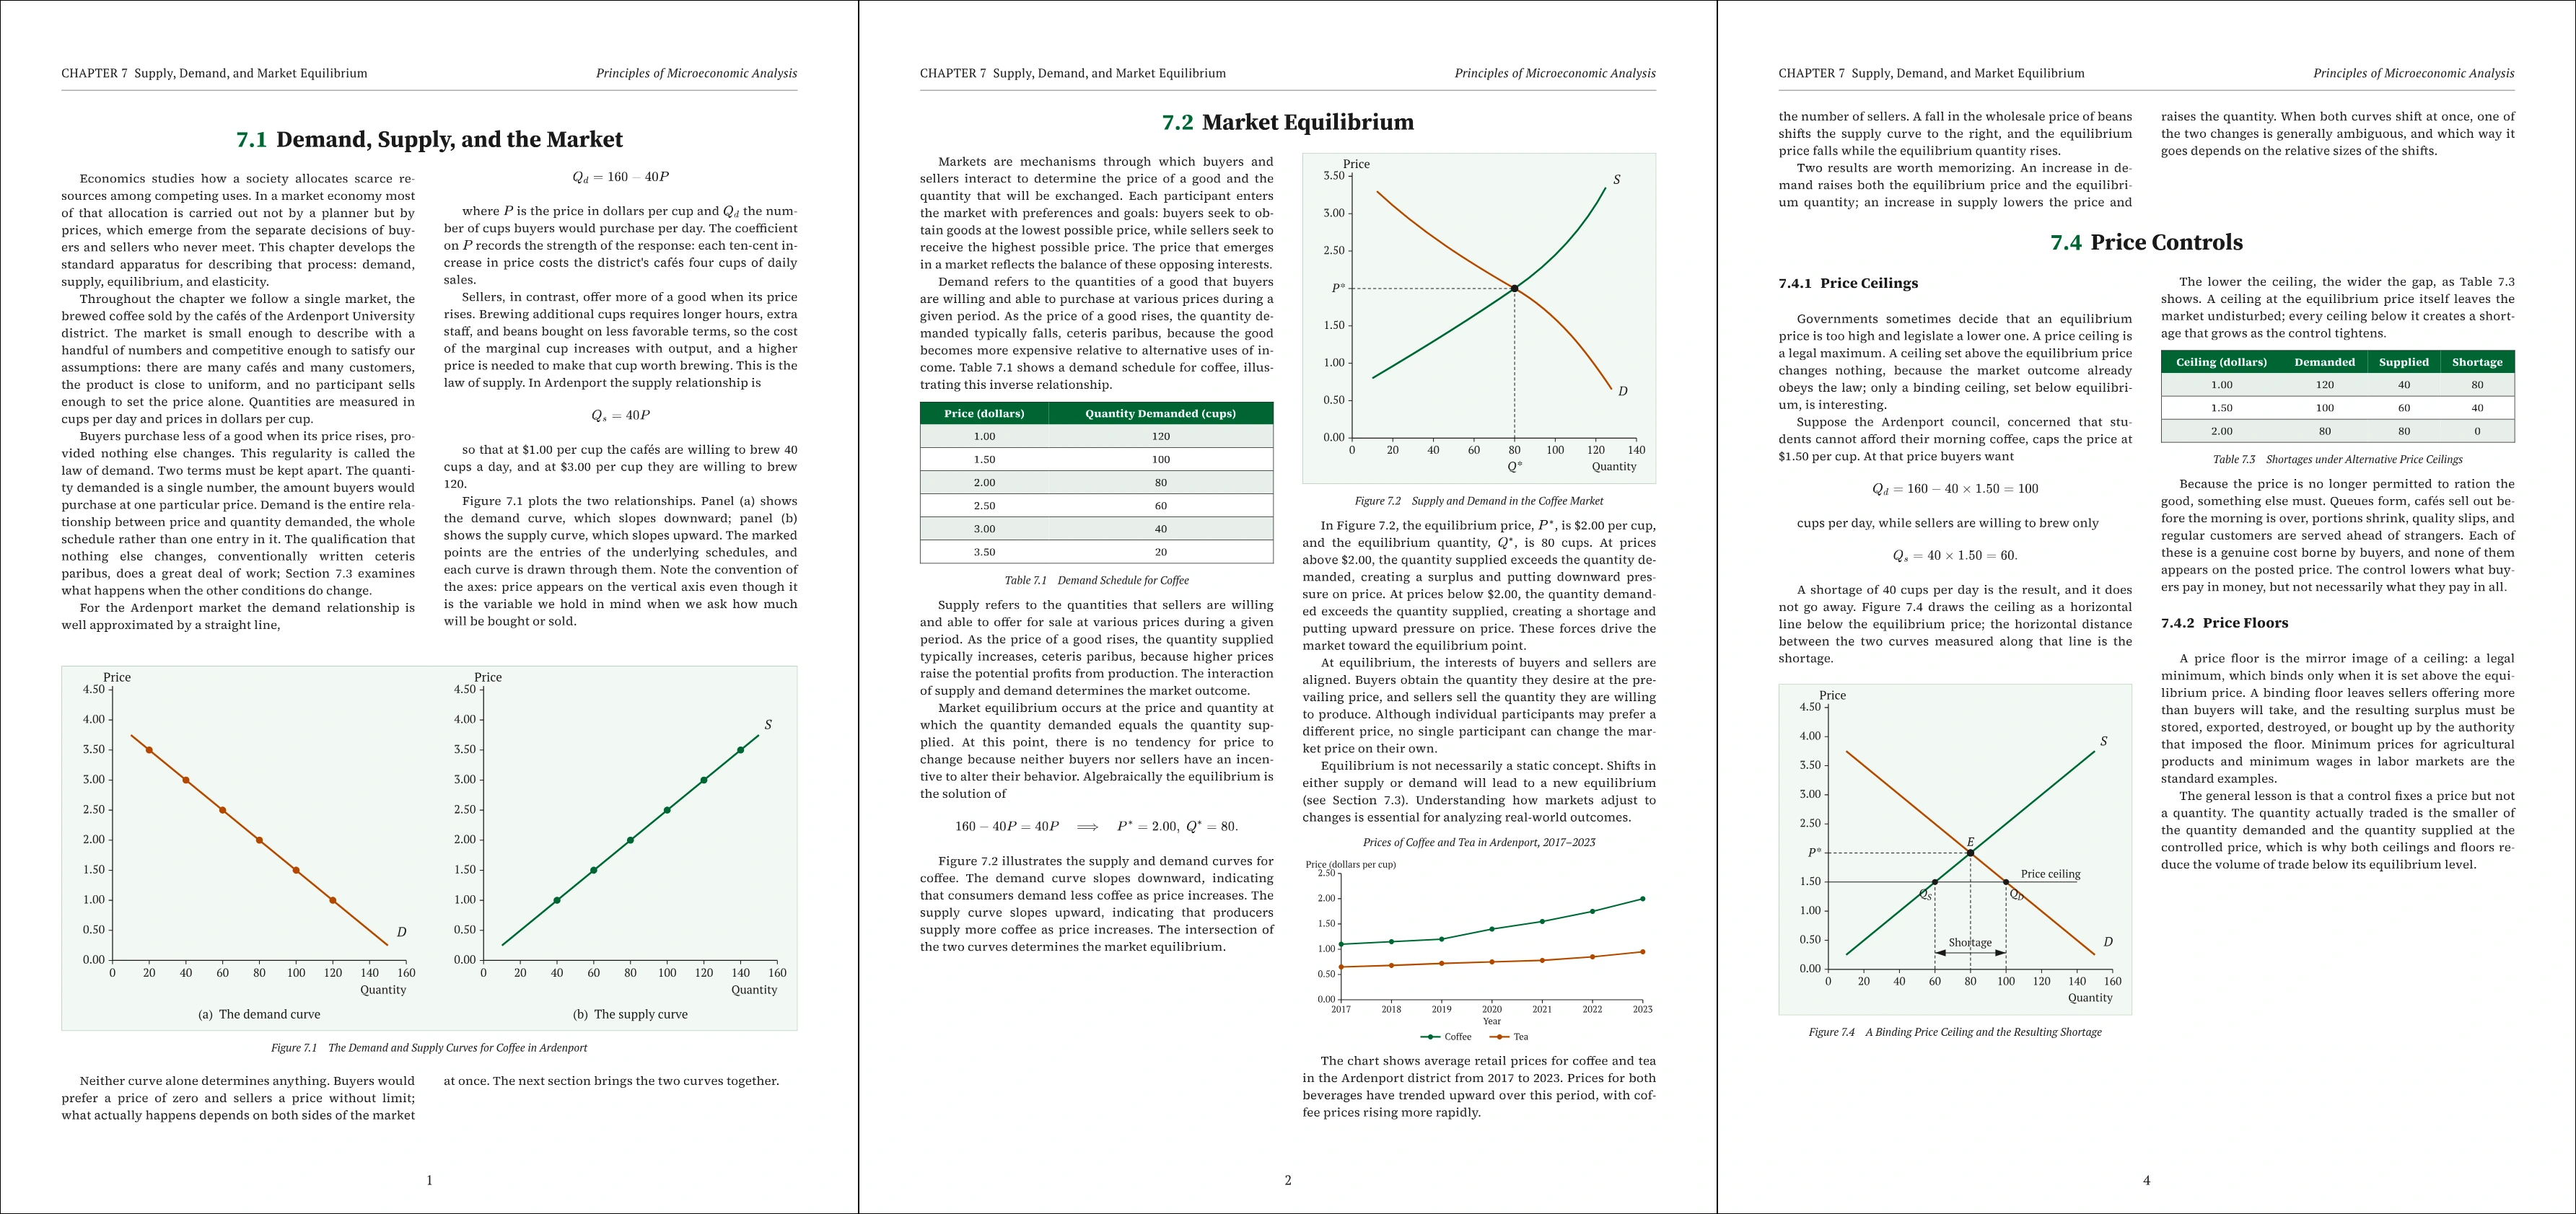 CHAPTER 7 Supply, Demand, and Market Equilibrium
Principles of Microeconomic Analysis
7.1 Demand, Supply, and the Market
Economics studies how a society allocates scarce re-
sources among competing uses. In a market economy most
of that allocation is carried out not by a planner but by
prices, which emerge from the separate decisions of buy-
ers and sellers who never meet. This chapter develops the
standard apparatus for describing that process: demand,
supply, equilibrium, and elasticity.
Throughout the chapter we follow a single market, the
brewed coffee sold by the cafés of the Ardenport University
district. The market is small enough to describe with a
handful of numbers and competitive enough to satisfy our
assumptions: there are many cafés and many customers,
the product is close to uniform, and no participant sells
enough to set the price alone. Quantities are measured in
cups per day and prices in dollars per cup.
Buyers purchase less of a good when its price rises, pro-
vided nothing else changes. This regularity is called the
law of demand. Two terms must be kept apart. The quanti-
ty demanded is a single number, the amount buyers would
purchase at one particular price. Demand is the entire rela-
tionship between price and quantity demanded, the whole
schedule rather than one entry in it. The qualification that
nothing else changes, conventionally written ceteris
paribus, does a great deal of work; Section 7.3 examines
what happens when the other conditions do change.
For the Ardenport market the demand relationship is
well approximated by a straight line,
Q_d = 160 − 40P
where P is the price in dollars per cup and Q_d the num-
ber of cups buyers would purchase per day. The coefficient
on P records the strength of the response: each ten-cent in-
crease in price costs the district's cafés four cups of daily
sales.
Sellers, in contrast, offer more of a good when its price
rises. Brewing additional cups requires longer hours, extra
staff, and beans bought on less favorable terms, so the cost
of the marginal cup increases with output, and a higher
price is needed to make that cup worth brewing. This is the
law of supply. In Ardenport the supply relationship is
Q_s = 40P
so that at $1.00 per cup the cafés are willing to brew 40
cups a day, and at $3.00 per cup they are willing to brew
120.
Figure 7.1 plots the two relationships. Panel (a) shows
the demand curve, which slopes downward; panel (b)
shows the supply curve, which slopes upward. The marked
points are the entries of the underlying schedules, and
each curve is drawn through them. Note the convention of
the axes: price appears on the vertical axis even though it
is the variable we hold in mind when we ask how much
will be bought or sold.
Price
4.50
4.00
3.50
3.00
2.50
2.00
1.50
1.00
0.50
0.00
0 20 40 60 80 100 120 140 160
Quantity
D
(a) The demand curve
Price
4.50
4.00
3.50
3.00
2.50
2.00
1.50
1.00
0.50
0.00
0 20 40 60 80 100 120 140 160
Quantity
S
(b) The supply curve
Figure 7.1 The Demand and Supply Curves for Coffee in Ardenport
Neither curve alone determines anything. Buyers would
prefer a price of zero and sellers a price without limit;
what actually happens depends on both sides of the market
at once. The next section brings the two curves together.
1
CHAPTER 7 Supply, Demand, and Market Equilibrium
Principles of Microeconomic Analysis
7.2 Market Equilibrium
Markets are mechanisms through which buyers and
sellers interact to determine the price of a good and the
quantity that will be exchanged. Each participant enters
the market with preferences and goals: buyers seek to ob-
tain goods at the lowest possible price, while sellers seek to
receive the highest possible price. The price that emerges
in a market reflects the balance of these opposing interests.
Demand refers to the quantities of a good that buyers
are willing and able to purchase at various prices during a
given period. As the price of a good rises, the quantity de-
manded typically falls, ceteris paribus, because the good
becomes more expensive relative to alternative uses of in-
come. Table 7.1 shows a demand schedule for coffee, illus-
trating this inverse relationship.
Price (dollars) Quantity Demanded (cups)
1.00 120
1.50 100
2.00 80
2.50 60
3.00 40
3.50 20
Table 7.1 Demand Schedule for Coffee
Supply refers to the quantities that sellers are willing
and able to offer for sale at various prices during a given
period. As the price of a good rises, the quantity supplied
typically increases, ceteris paribus, because higher prices
raise the potential profits from production. The interaction
of supply and demand determines the market outcome.
Market equilibrium occurs at the price and quantity at
which the quantity demanded equals the quantity sup-
plied. At this point, there is no tendency for price to
change because neither buyers nor sellers have an incen-
tive to alter their behavior. Algebraically the equilibrium is
the solution of
160 − 40P = 40P ⟹ P* = 2.00, Q* = 80.
Figure 7.2 illustrates the supply and demand curves for
coffee. The demand curve slopes downward, indicating
that consumers demand less coffee as price increases. The
supply curve slopes upward, indicating that producers
supply more coffee as price increases. The intersection of
the two curves determines the market equilibrium.
Price
3.50
3.00
2.50
P*
1.50
1.00
0.50
0.00
0 20 40 60 80 100 120 140
Q*
Quantity
S
D
Figure 7.2 Supply and Demand in the Coffee Market
In Figure 7.2, the equilibrium price, P*, is $2.00 per cup,
and the equilibrium quantity, Q*, is 80 cups. At prices
above $2.00, the quantity supplied exceeds the quantity de-
manded, creating a surplus and putting downward pres-
sure on price. At prices below $2.00, the quantity demand-
ed exceeds the quantity supplied, creating a shortage and
putting upward pressure on price. These forces drive the
market toward the equilibrium point.
At equilibrium, the interests of buyers and sellers are
aligned. Buyers obtain the quantity they desire at the pre-
vailing price, and sellers sell the quantity they are willing
to produce. Although individual participants may prefer a
different price, no single participant can change the mar-
ket price on their own.
Equilibrium is not necessarily a static concept. Shifts in
either supply or demand will lead to a new equilibrium
(see Section 7.3). Understanding how markets adjust to
changes is essential for analyzing real-world outcomes.
Prices of Coffee and Tea in Ardenport, 2017–2023
Price (dollars per cup)
2.50
2.00
1.50
1.00
0.50
0.00
2017 2018 2019 2020 2021 2022 2023
Year
Coffee Tea
The chart shows average retail prices for coffee and tea
in the Ardenport district from 2017 to 2023. Prices for both
beverages have trended upward over this period, with cof-
fee prices rising more rapidly.
2
CHAPTER 7 Supply, Demand, and Market Equilibrium
Principles of Microeconomic Analysis
the number of sellers. A fall in the wholesale price of beans
shifts the supply curve to the right, and the equilibrium
price falls while the equilibrium quantity rises.
Two results are worth memorizing. An increase in de-
mand raises both the equilibrium price and the equilibri-
um quantity; an increase in supply lowers the price and
raises the quantity. When both curves shift at once, one of
the two changes is generally ambiguous, and which way it
goes depends on the relative sizes of the shifts.
7.4 Price Controls
7.4.1 Price Ceilings
Governments sometimes decide that an equilibrium
price is too high and legislate a lower one. A price ceiling is
a legal maximum. A ceiling set above the equilibrium price
changes nothing, because the market outcome already
obeys the law; only a binding ceiling, set below equilibri-
um, is interesting.
Suppose the Ardenport council, concerned that stu-
dents cannot afford their morning coffee, caps the price at
$1.50 per cup. At that price buyers want
Q_d = 160 − 40 × 1.50 = 100
cups per day, while sellers are willing to brew only
Q_s = 40 × 1.50 = 60.
A shortage of 40 cups per day is the result, and it does
not go away. Figure 7.4 draws the ceiling as a horizontal
line below the equilibrium price; the horizontal distance
between the two curves measured along that line is the
shortage.
Price
4.50
4.00
3.50
3.00
2.50
P*
1.50
1.00
0.50
0.00
0 20 40 60 80 100 120 140 160
Quantity
S
E
Price ceiling
Q_S
Q_D
Shortage
D
Figure 7.4 A Binding Price Ceiling and the Resulting Shortage
The lower the ceiling, the wider the gap, as Table 7.3
shows. A ceiling at the equilibrium price itself leaves the
market undisturbed; every ceiling below it creates a short-
age that grows as the control tightens.
Ceiling (dollars) Demanded Supplied Shortage
1.00 120 40 80
1.50 100 60 40
2.00 80 80 0
Table 7.3 Shortages under Alternative Price Ceilings
Because the price is no longer permitted to ration the
good, something else must. Queues form, cafés sell out be-
fore the morning is over, portions shrink, quality slips, and
regular customers are served ahead of strangers. Each of
these is a genuine cost borne by buyers, and none of them
appears on the posted price. The control lowers what buy-
ers pay in money, but not necessarily what they pay in all.
7.4.2 Price Floors
A price floor is the mirror image of a ceiling: a legal
minimum, which binds only when it is set above the equi-
librium price. A binding floor leaves sellers offering more
than buyers will take, and the resulting surplus must be
stored, exported, destroyed, or bought up by the authority
that imposed the floor. Minimum prices for agricultural
products and minimum wages in labor markets are the
standard examples.
The general lesson is that a control fixes a price but not
a quantity. The quantity actually traded is the smaller of
the quantity demanded and the quantity supplied at the
controlled price, which is why both ceilings and floors re-
duce the volume of trade below its equilibrium level.
4